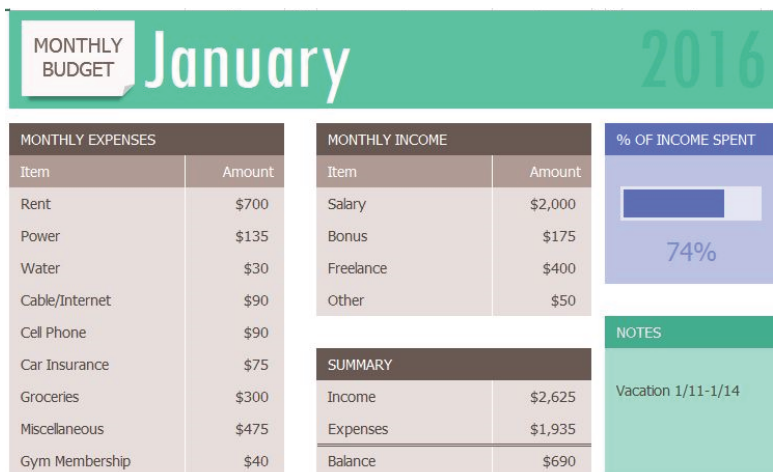 MONTHLY
BUDGET
January
2016
MONTHLY EXPENSES
Item Amount
Rent $700
Power $135
Water $30
Cable/Internet $90
Cell Phone $90
Car Insurance $75
Groceries $300
Miscellaneous $475
Gym Membership $40
MONTHLY INCOME
Item Amount
Salary $2,000
Bonus $175
Freelance $400
Other $50
SUMMARY
Income $2,625
Expenses $1,935
Balance $690
% OF INCOME SPENT
74%
NOTES
Vacation 1/11-1/14